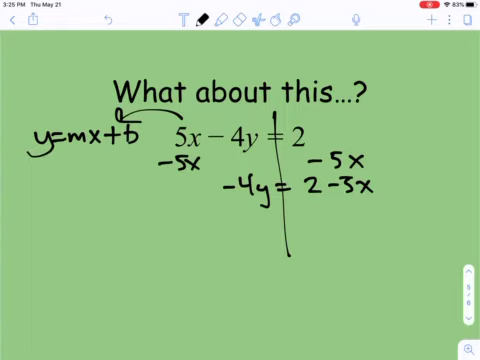 3:25 PM Thu May 21
83%
What about this...?
y=mx+b 5x − 4y = 2
−5x −5x
−4y = 2 −5x
5
/
6